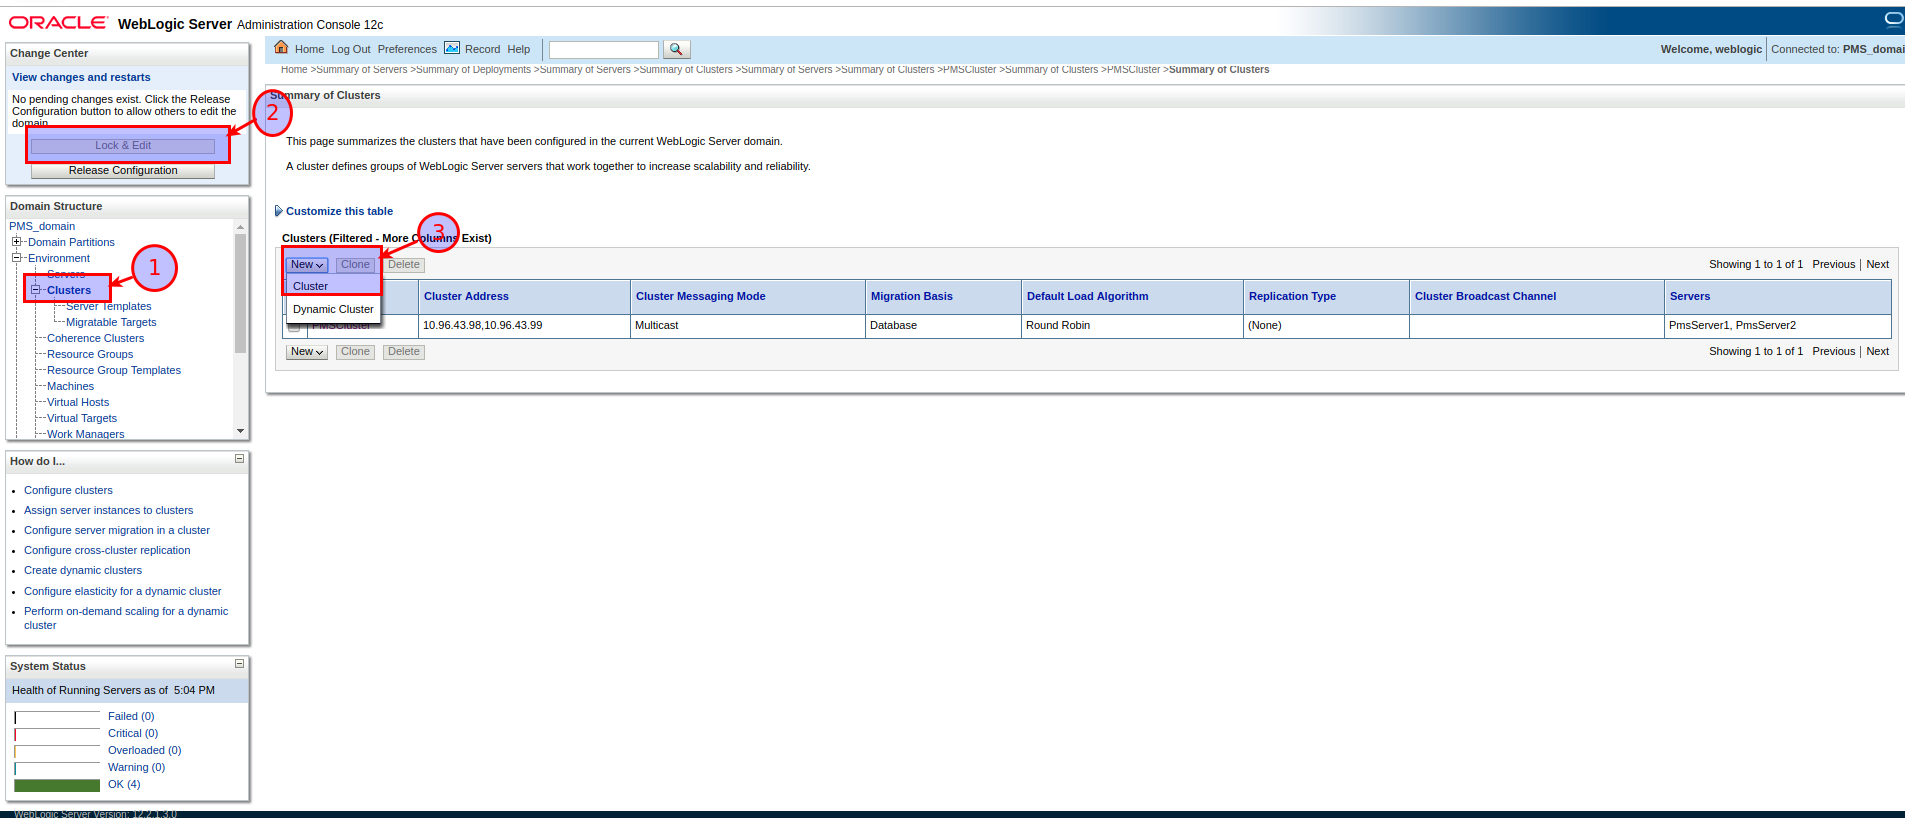 ORACLE WebLogic Server Administration Console 12c
Change Center
View changes and restarts
No pending changes exist. Click the Release
Configuration button to allow others to edit the
domain.
Lock & Edit
Release Configuration
2
Domain Structure
PMS_domain
Domain Partitions
Environment
Servers
Clusters
Server Templates
Migratable Targets
Coherence Clusters
Resource Groups
Resource Group Templates
Machines
Virtual Hosts
Virtual Targets
Work Managers
1
How do I...
Configure clusters
Assign server instances to clusters
Configure server migration in a cluster
Configure cross-cluster replication
Create dynamic clusters
Configure elasticity for a dynamic cluster
Perform on-demand scaling for a dynamic
cluster
System Status
Health of Running Servers as of 5:04 PM
Failed (0)
Critical (0)
Overloaded (0)
Warning (0)
OK (4)
Home Log Out Preferences Record Help
Welcome, weblogic Connected to: PMS_domai
Home >Summary of Servers >Summary of Deployments >Summary of Servers >Summary of Clusters >Summary of Servers >Summary of Clusters >PMSCluster >Summary of Clusters >PMSCluster >Summary of Clusters
Summary of Clusters
This page summarizes the clusters that have been configured in the current WebLogic Server domain.
A cluster defines groups of WebLogic Server servers that work together to increase scalability and reliability.
Customize this table
Clusters (Filtered - More Columns Exist)
3
New Clone Delete
Showing 1 to 1 of 1 Previous | Next
Cluster
Dynamic Cluster
Cluster Address Cluster Messaging Mode Migration Basis Default Load Algorithm Replication Type Cluster Broadcast Channel Servers
PMSCluster 10.96.43.98,10.96.43.99 Multicast Database Round Robin (None) PmsServer1, PmsServer2
New Clone Delete
Showing 1 to 1 of 1 Previous | Next
WebLogic Server Version: 12.2.1.3.0